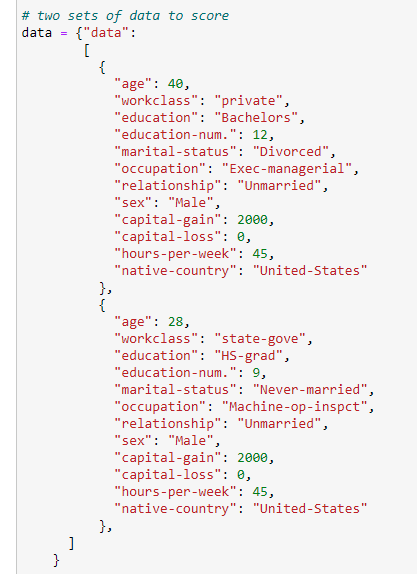 # two sets of data to score
data = {"data":
[
{
"age": 40,
"workclass": "private",
"education": "Bachelors",
"education-num.": 12,
"marital-status": "Divorced",
"occupation": "Exec-managerial",
"relationship": "Unmarried",
"sex": "Male",
"capital-gain": 2000,
"capital-loss": 0,
"hours-per-week": 45,
"native-country": "United-States"
},
{
"age": 28,
"workclass": "state-gove",
"education": "HS-grad",
"education-num.": 9,
"marital-status": "Never-married",
"occupation": "Machine-op-inspct",
"relationship": "Unmarried",
"sex": "Male",
"capital-gain": 2000,
"capital-loss": 0,
"hours-per-week": 45,
"native-country": "United-States"
},
]
}